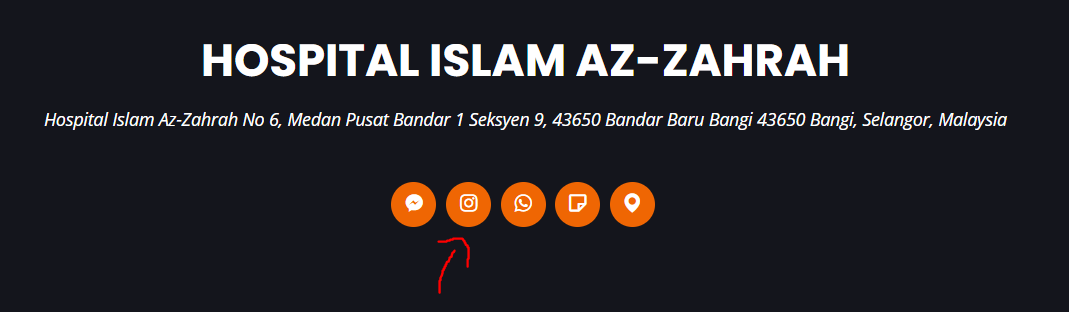 HOSPITAL ISLAM AZ-ZAHRAH
Hospital Islam Az-Zahrah No 6, Medan Pusat Bandar 1 Seksyen 9, 43650 Bandar Baru Bangi 43650 Bangi, Selangor, Malaysia